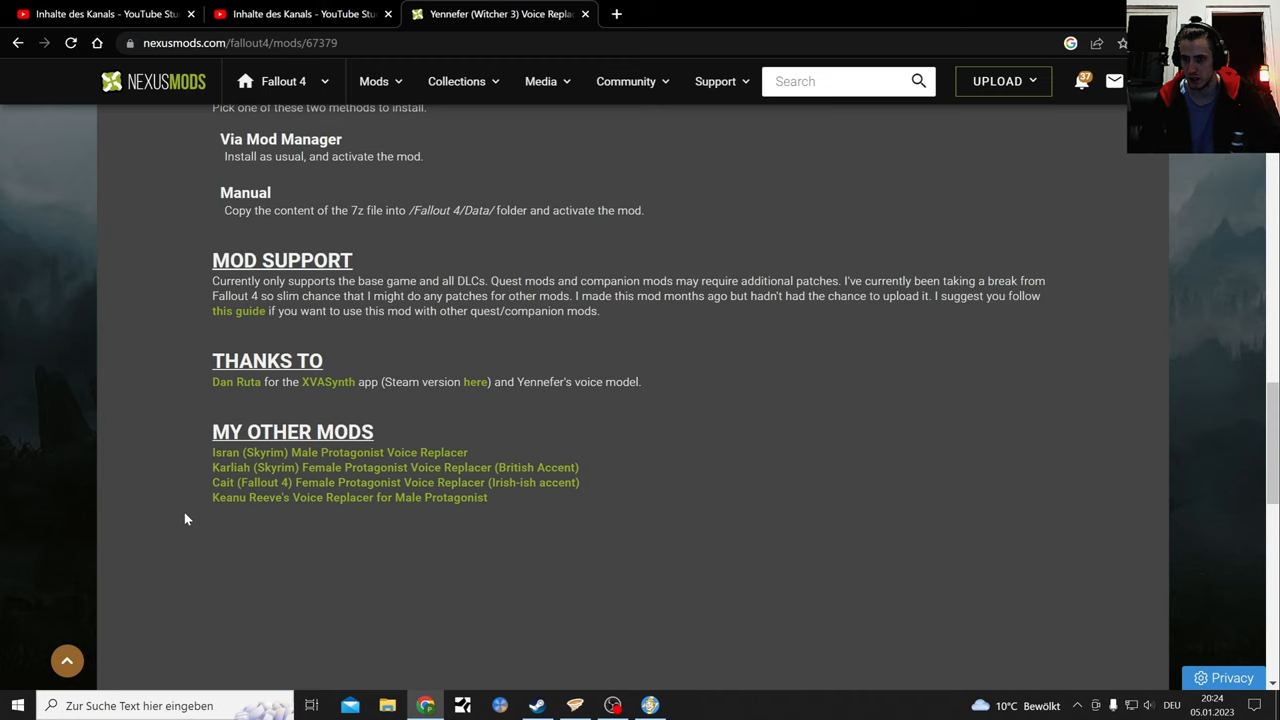 Inhalte des Kanals - YouTube Stu
Inhalte des Kanals - YouTube Stu
Yennefer (Witcher 3) Voice Repla
nexusmods.com/fallout4/mods/67379
NEXUSMODS
Fallout 4
Mods
Collections
Media
Community
Support
Search
UPLOAD
37
Pick one of these two methods to install.
Via Mod Manager
Install as usual, and activate the mod.
Manual
Copy the content of the 7z file into /Fallout 4/Data/ folder and activate the mod.
MOD SUPPORT
Currently only supports the base game and all DLCs. Quest mods and companion mods may require additional patches. I've currently been taking a break from
Fallout 4 so slim chance that I might do any patches for other mods. I made this mod months ago but hadn't had the chance to upload it. I suggest you follow
this guide if you want to use this mod with other quest/companion mods.
THANKS TO
Dan Ruta for the XVASynth app (Steam version here) and Yennefer's voice model.
MY OTHER MODS
Isran (Skyrim) Male Protagonist Voice Replacer
Karliah (Skyrim) Female Protagonist Voice Replacer (British Accent)
Cait (Fallout 4) Female Protagonist Voice Replacer (Irish-ish accent)
Keanu Reeve's Voice Replacer for Male Protagonist
Privacy
Zur Suche Text hier eingeben
10°C Bewölkt
DEU
20:24
05.01.2023